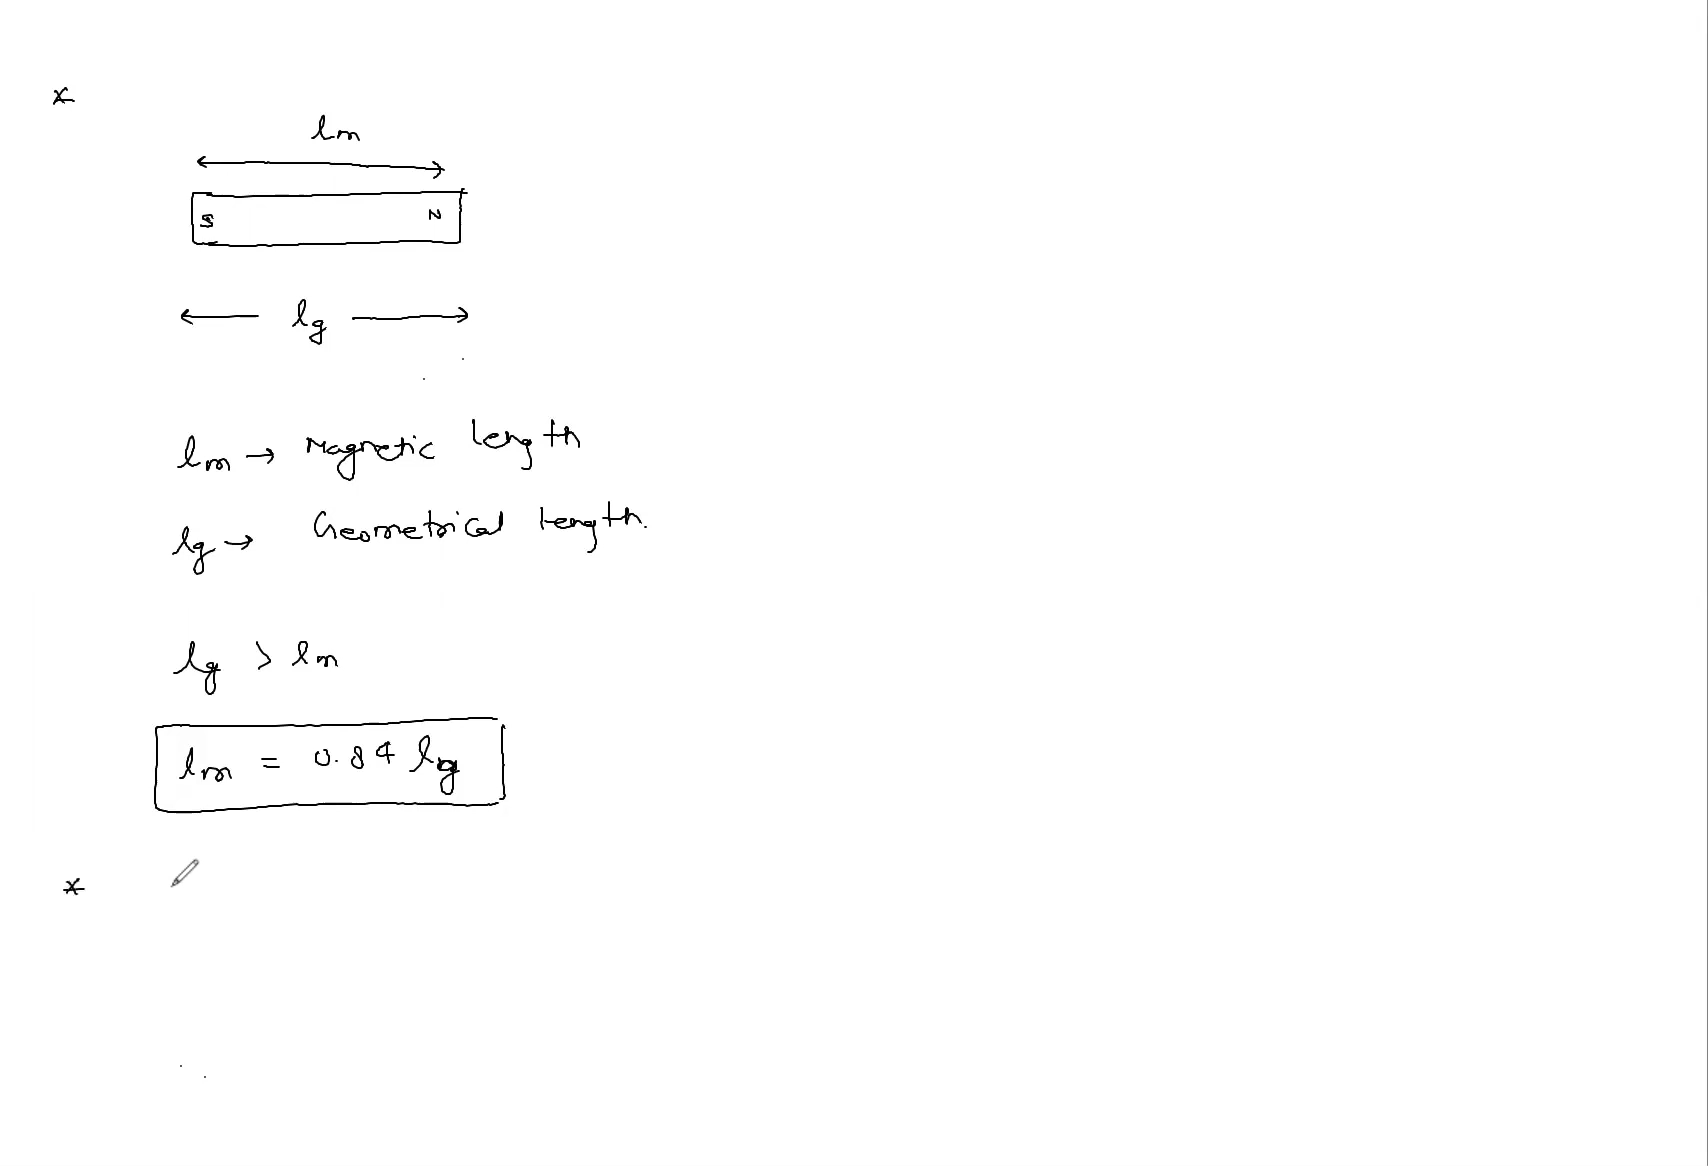 *
lm
S N
lg
lm → Magnetic length
lg → Geometrical length.
lg > lm
lm = 0.84 lg
*